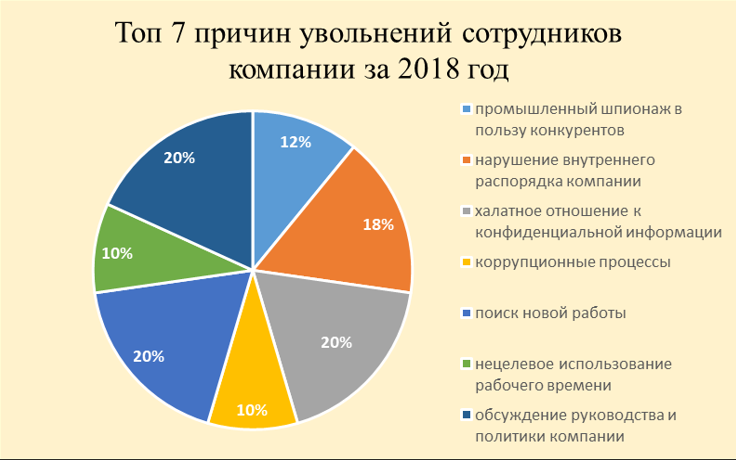 Топ 7 причин увольнений сотрудников
компании за 2018 год
12%
18%
20%
10%
20%
10%
20%
промышленный шпионаж в
пользу конкурентов
нарушение внутреннего
распорядка компании
халатное отношение к
конфиденциальной информации
коррупционные процессы
поиск новой работы
нецелевое использование
рабочего времени
обсуждение руководства и
политики компании